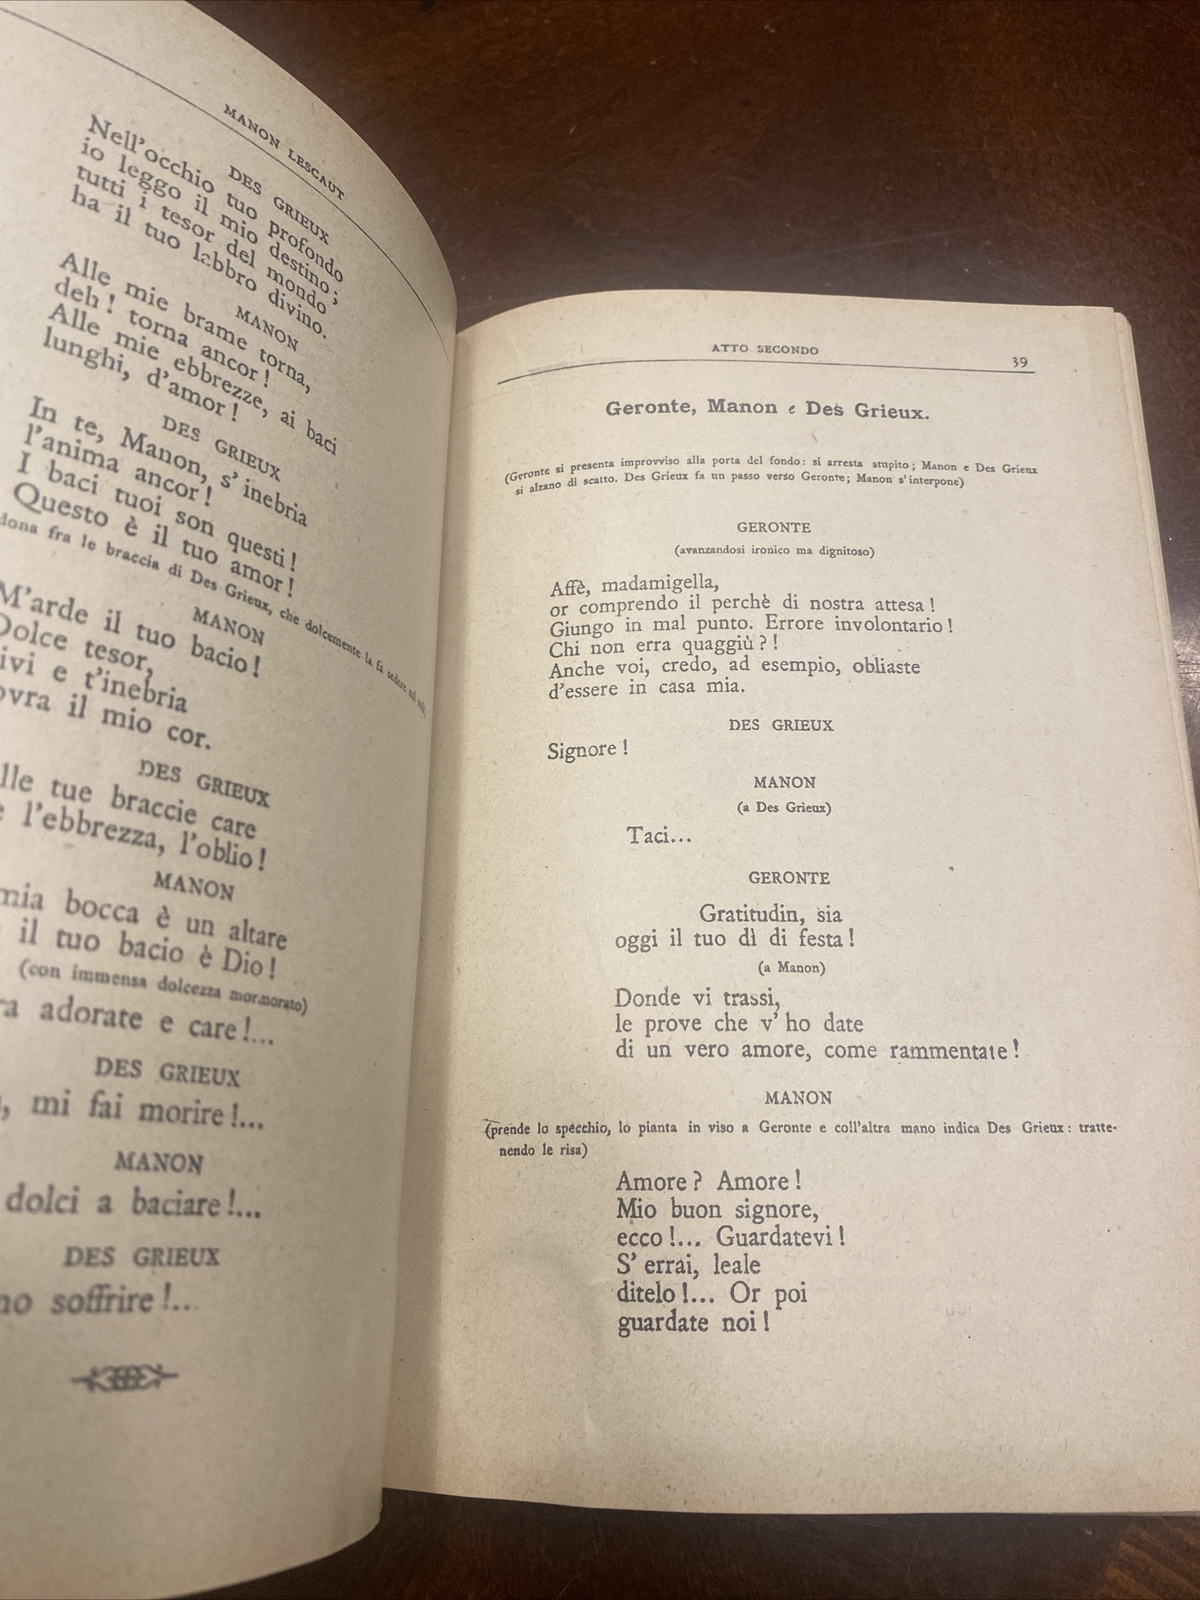 MANON LESCAUT
DES GRIEUX
Nell'occhio tuo profondo
io leggo il mio destino;
tutti i tesor del mondo
ha il tuo labbro divino.
MANON
Alle mie brame torna,
deh! torna ancor!
Alle mie ebbrezze, ai baci
lunghi, d'amor!
DES GRIEUX
In te, Manon, s'inebria
l'anima ancor!
I baci tuoi son questi!
Questo è il tuo amor!
fra le braccia di Des Grieux, che dolcemente la fa sedere sul
MANON
M'arde il tuo bacio!
Dolce tesor,
e t'inebria
il mio cor.
DES GRIEUX
tue braccie care
l'ebbrezza, l'oblio!
MANON
mia bocca è un altare
il tuo bacio è Dio!
(con immensa dolcezza mormorato)
adorate e care!...
DES GRIEUX
mi fai morire!...
MANON
dolci a baciare!...
DES GRIEUX
soffrire!...
ATTO SECONDO
39
Geronte, Manon e Des Grieux.
(Geronte si presenta improvviso alla porta del fondo: si arresta stupito; Manon e Des Grieux
si alzano di scatto. Des Grieux fa un passo verso Geronte; Manon s'interpone)
GERONTE
(avanzandosi ironico ma dignitoso)
Affè, madamigella,
or comprendo il perchè di nostra attesa!
Giungo in mal punto. Errore involontario!
Chi non erra quaggiù?!
Anche voi, credo, ad esempio, obliaste
d'essere in casa mia.
DES GRIEUX
Signore!
MANON
(a Des Grieux)
Taci...
GERONTE
Gratitudin, sia
oggi il tuo dì di festa!
(a Manon)
Donde vi trassi,
le prove che v'ho date
di un vero amore, come rammentate!
MANON
(prende lo specchio, lo pianta in viso a Geronte e coll'altra mano indica Des Grieux: tratte-
nendo le risa)
Amore? Amore!
Mio buon signore,
ecco!... Guardatevi!
S'errai, leale
ditelo!... Or poi
guardate noi!